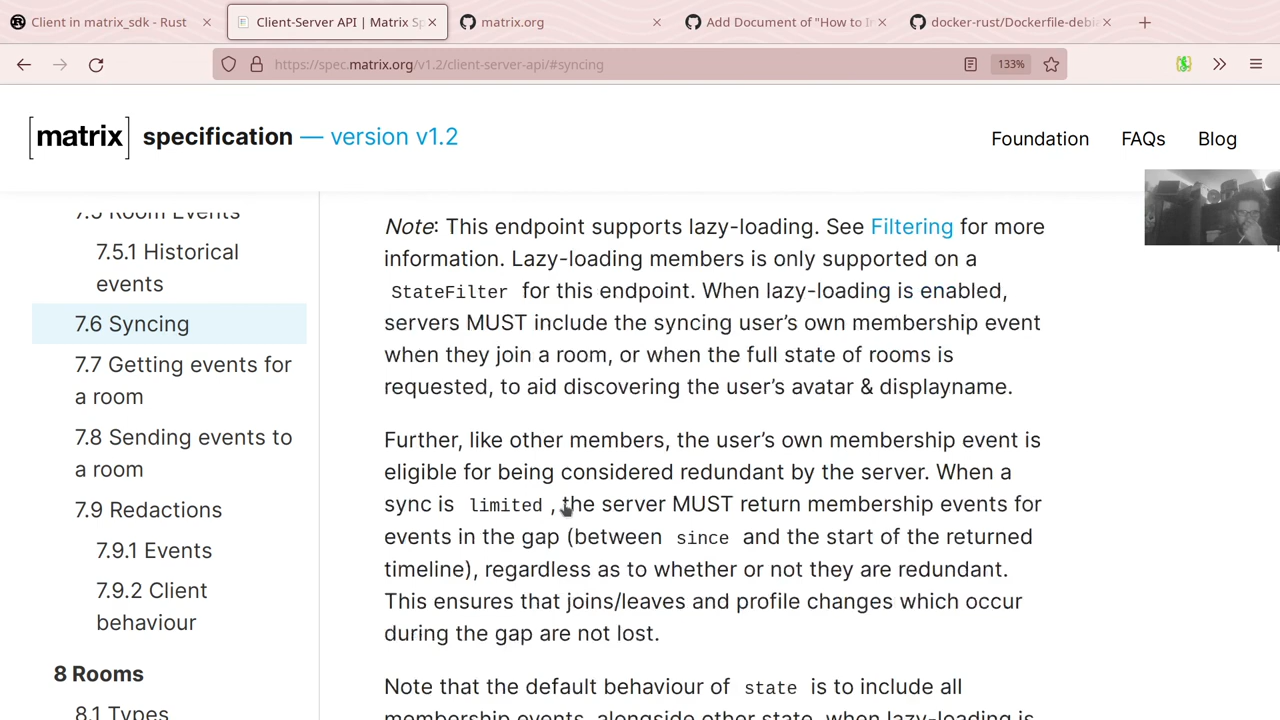 Client in matrix_sdk - Rust
Client-Server API | Matrix Sp
matrix.org
Add Document of "How to I
docker-rust/Dockerfile-debia
https://spec.matrix.org/v1.2/client-server-api/#syncing
133%
[matrix] specification — version v1.2
Foundation
FAQs
Blog
7.5 Room Events
7.5.1 Historical
events
7.6 Syncing
7.7 Getting events for
a room
7.8 Sending events to
a room
7.9 Redactions
7.9.1 Events
7.9.2 Client
behaviour
8 Rooms
8.1 Types
Note: This endpoint supports lazy-loading. See Filtering for more
information. Lazy-loading members is only supported on a
StateFilter for this endpoint. When lazy-loading is enabled,
servers MUST include the syncing user’s own membership event
when they join a room, or when the full state of rooms is
requested, to aid discovering the user’s avatar & displayname.
Further, like other members, the user’s own membership event is
eligible for being considered redundant by the server. When a
sync is limited , the server MUST return membership events for
events in the gap (between since and the start of the returned
timeline), regardless as to whether or not they are redundant.
This ensures that joins/leaves and profile changes which occur
during the gap are not lost.
Note that the default behaviour of state is to include all
membership events, alongside other state, when lazy-loading is